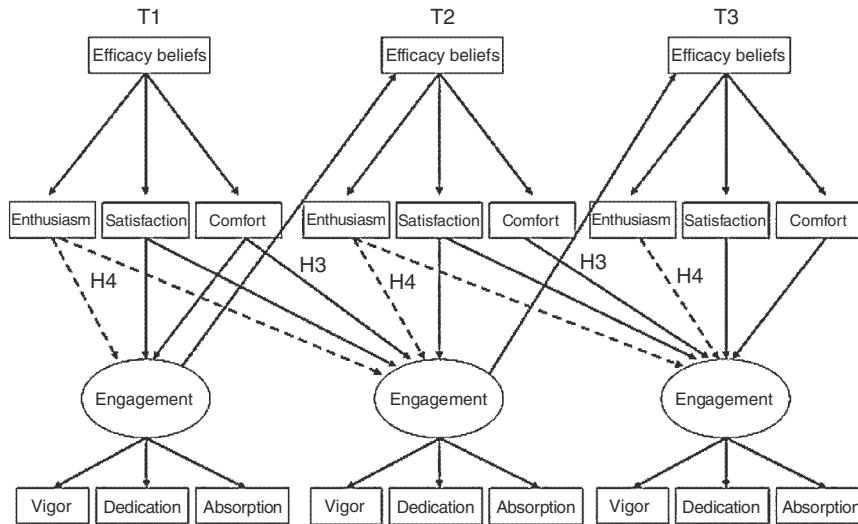 T1 T2 T3
Efficacy beliefs Efficacy beliefs Efficacy beliefs
Enthusiasm Satisfaction Comfort Enthusiasm Satisfaction Comfort Enthusiasm Satisfaction Comfort
H4 H3 H4 H3 H4
Engagement Engagement Engagement
Vigor Dedication Absorption Vigor Dedication Absorption Vigor Dedication Absorption